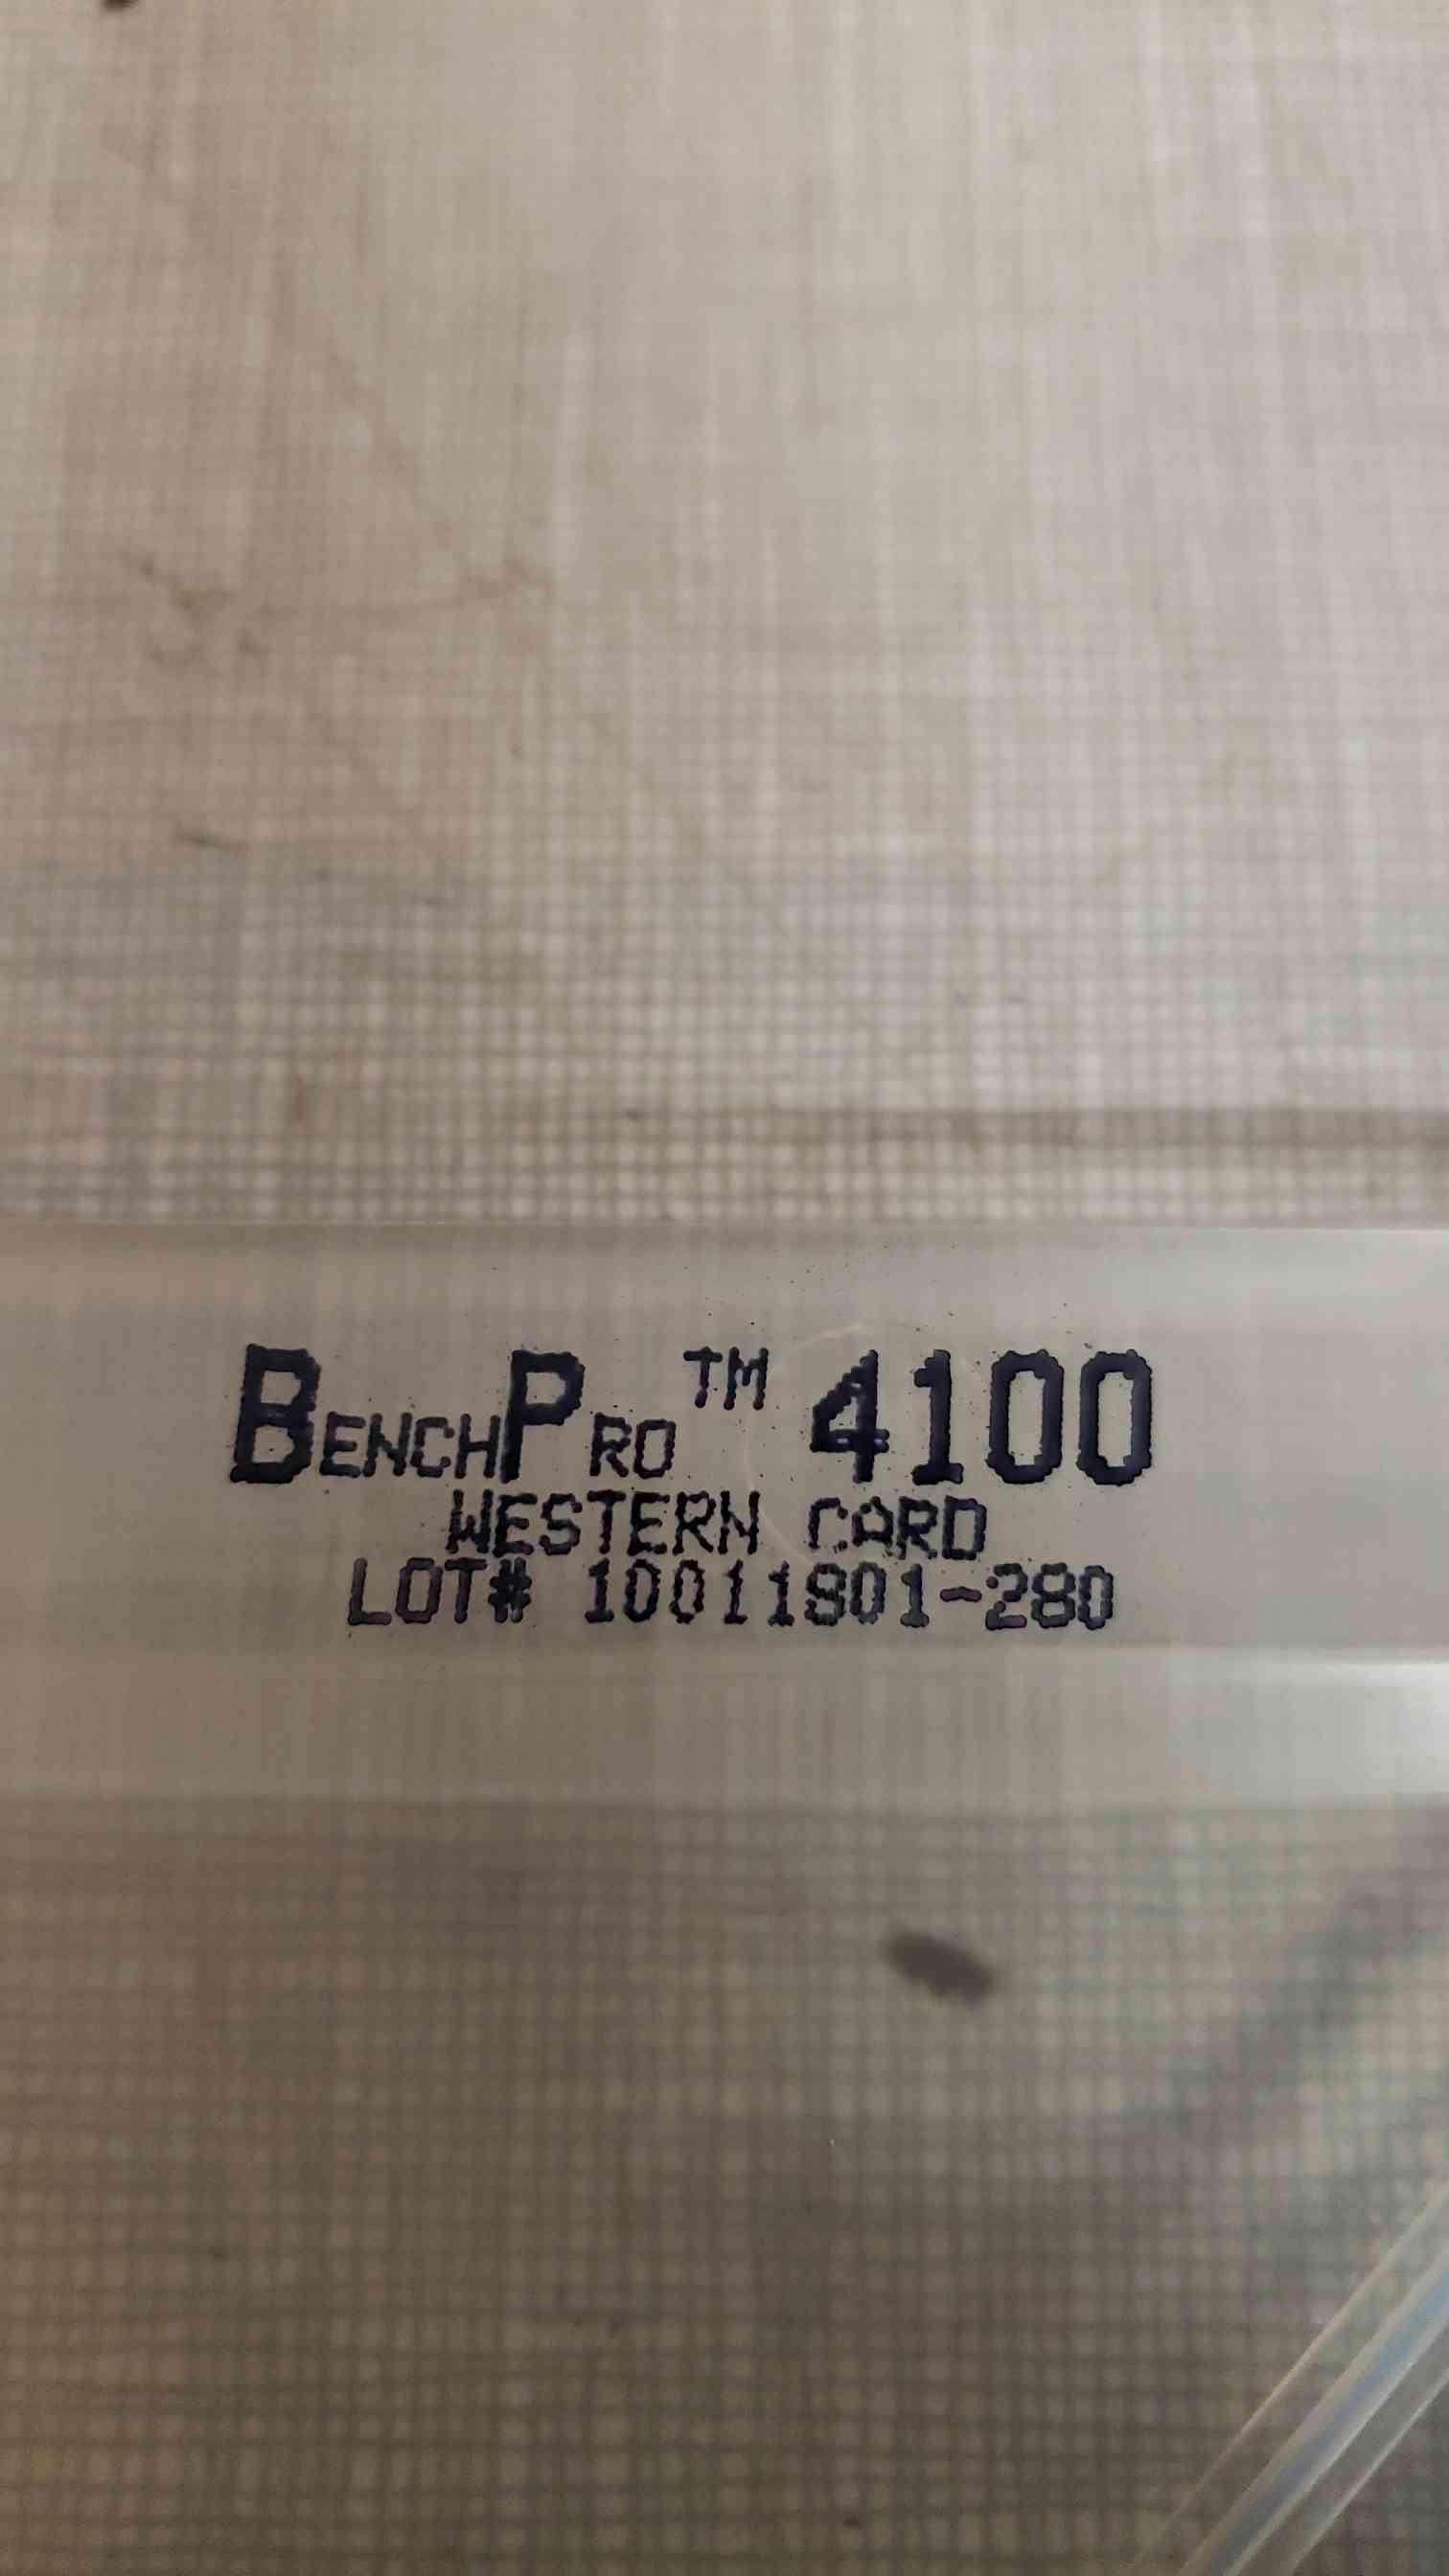 BENCHPRO™ 4100
WESTERN CARD
LOT# 10011801-280